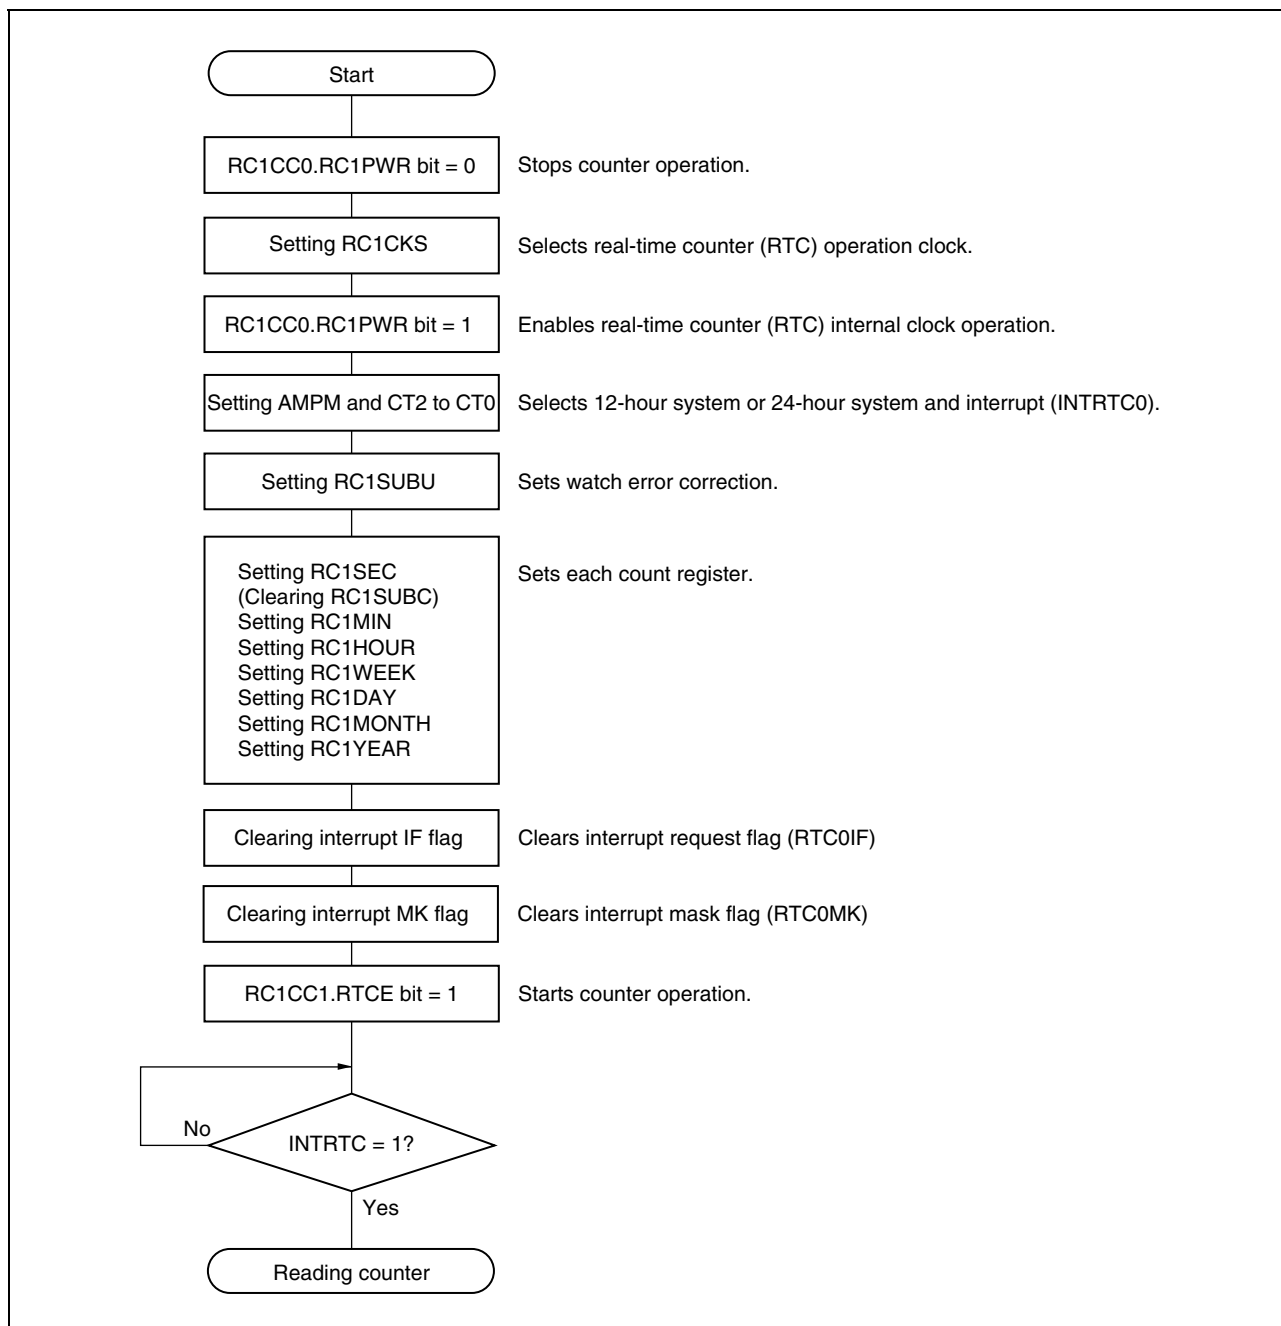 Start
RC1CC0.RC1PWR bit = 0 Stops counter operation.
Setting RC1CKS Selects real-time counter (RTC) operation clock.
RC1CC0.RC1PWR bit = 1 Enables real-time counter (RTC) internal clock operation.
Setting AMPM and CT2 to CT0 Selects 12-hour system or 24-hour system and interrupt (INTRTC0).
Setting RC1SUBU Sets watch error correction.
Setting RC1SEC Sets each count register.
(Clearing RC1SUBC)
Setting RC1MIN
Setting RC1HOUR
Setting RC1WEEK
Setting RC1DAY
Setting RC1MONTH
Setting RC1YEAR
Clearing interrupt IF flag Clears interrupt request flag (RTC0IF)
Clearing interrupt MK flag Clears interrupt mask flag (RTC0MK)
RC1CC1.RTCE bit = 1 Starts counter operation.
No
INTRTC = 1?
Yes
Reading counter